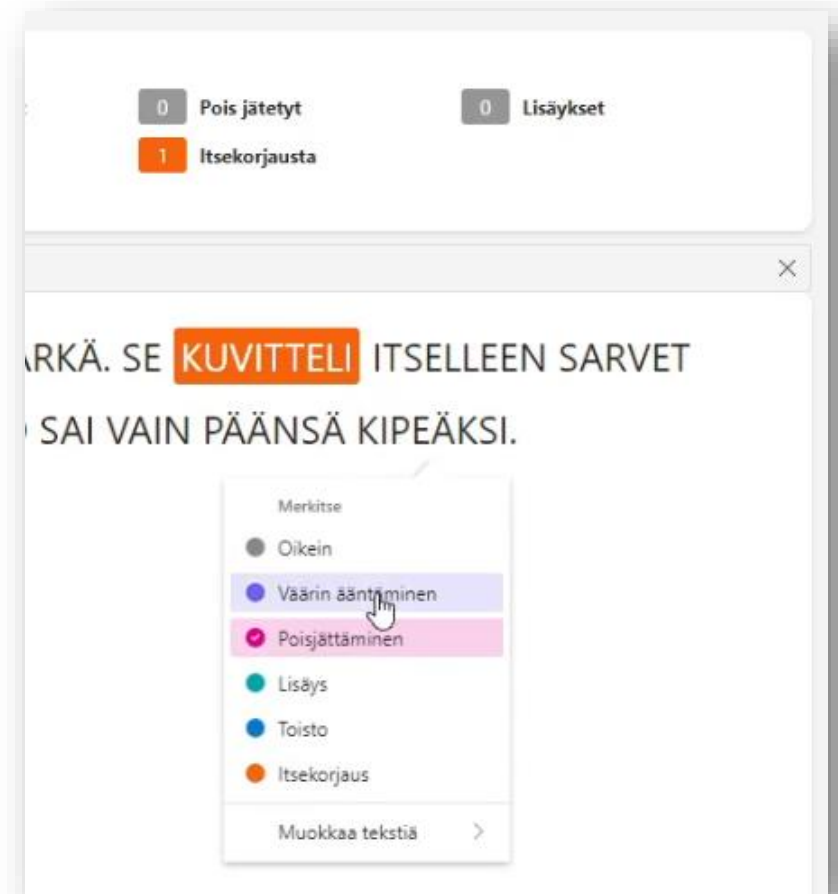 0 Pois jätetyt 0 Lisäykset
1 Itsekorjausta
ÄRKÄ. SE KUVITTELI ITSELLEEN SARVET
SAI VAIN PÄÄNSÄ KIPEÄKSI.
Merkitse
Oikein
Väärin ääntäminen
Poisjättäminen
Lisäys
Toisto
Itsekorjaus
Muokkaa tekstiä